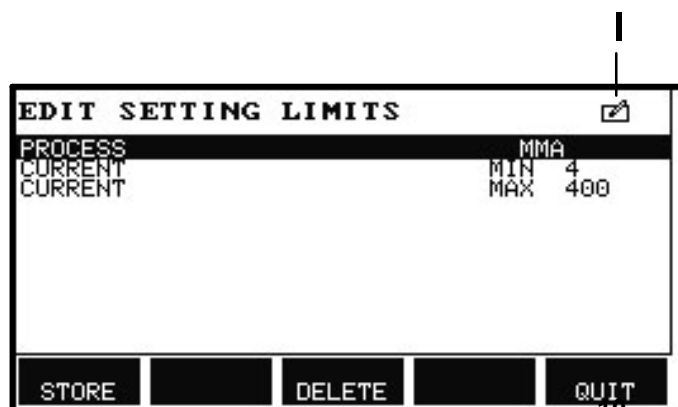 I
EDIT SETTING LIMITS
PROCESS MMA
CURRENT MIN 4
CURRENT MAX 400
STORE DELETE QUIT